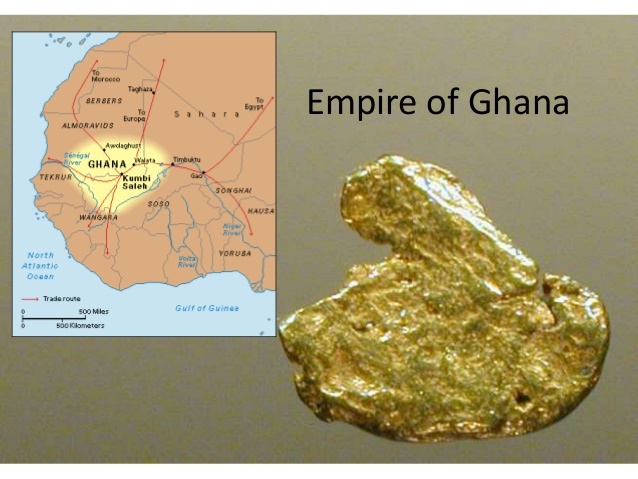 Empire of Ghana
To
Morocco
Taghaza
BERBERS
To
Europe
Sahara
To
Egypt
ALMORAVIDS
Awdaghust
Sénégal
River
GHANA
Walata
Timbuktu
TEKRUR
Kumbi
Saleh
Gao
SONGHAI
WANGARA
SOSO
HAUSA
Niger
River
YORUBA
Volta
River
North
Atlantic
Ocean
Trade route
0 500 Miles
0 500 Kilometers
Gulf of Guinea